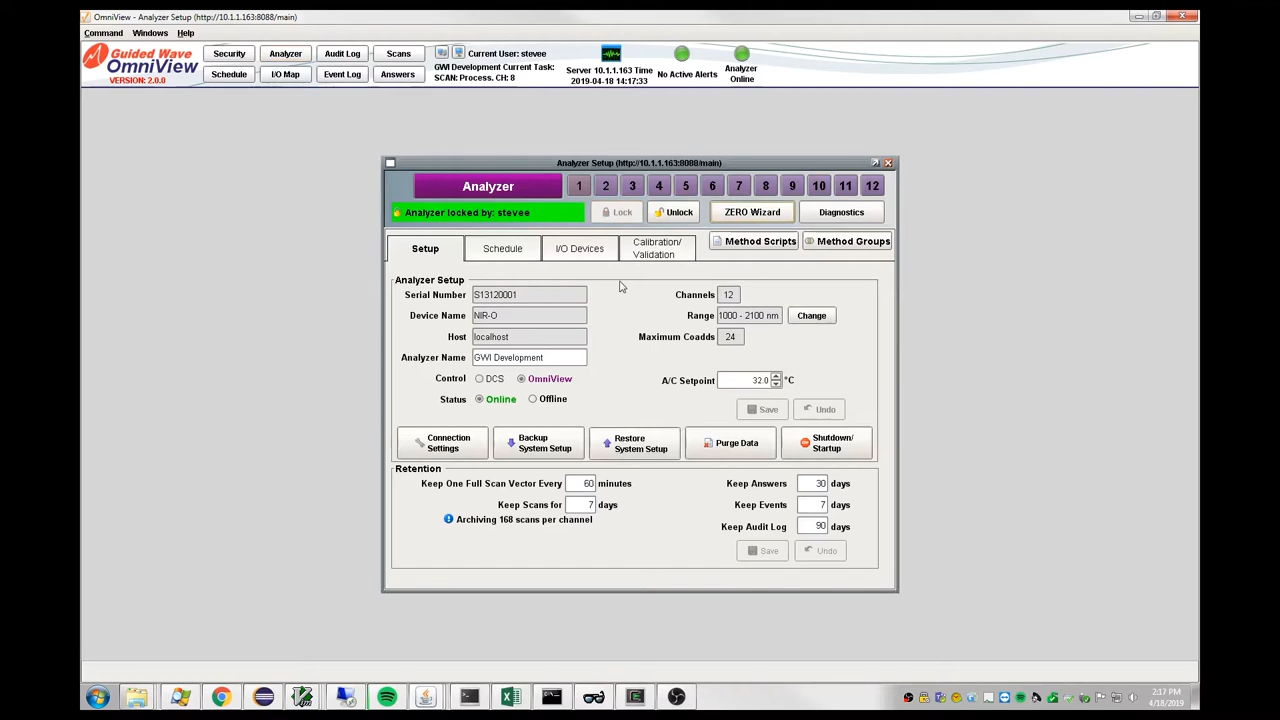 OmniView - Analyzer Setup (http://10.1.1.163:8088/main)
Command Windows Help
Guided Wave
OmniView
VERSION: 2.0.0
Security Analyzer Audit Log Scans
Schedule I/O Map Event Log Answers
Current User: stevee
GWI Development Current Task:
SCAN: Process. CH: 8
Server 10.1.1.163 Time
2019-04-18 14:17:33
No Active Alerts
Analyzer
Online
Analyzer Setup (http://10.1.1.163:8088/main)
Analyzer 1 2 3 4 5 6 7 8 9 10 11 12
Analyzer locked by: stevee Lock Unlock ZERO Wizard Diagnostics
Setup Schedule I/O Devices Calibration/
Validation
Method Scripts Method Groups
Analyzer Setup
Serial Number S13120001 Channels 12
Device Name NIR-O Range 1000 - 2100 nm Change
Host localhost Maximum Coadds 24
Analyzer Name GWI Development
Control DCS OmniView A/C Setpoint 32.0 °C
Status Online Offline
Save Undo
Connection
Settings
Backup
System Setup
Restore
System Setup
Purge Data
Shutdown/
Startup
Retention
Keep One Full Scan Vector Every 60 minutes Keep Answers 30 days
Keep Scans for 7 days Keep Events 7 days
Archiving 168 scans per channel
Keep Audit Log 90 days
Save Undo
2:17 PM
4/18/2019